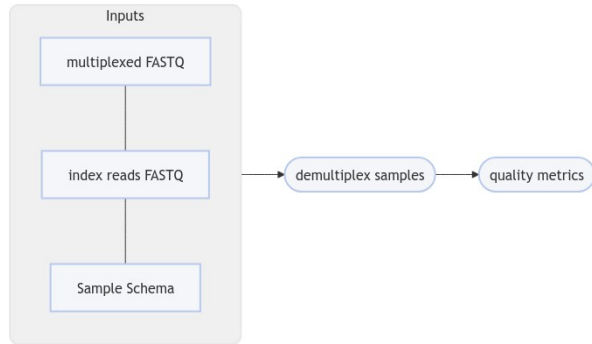 Inputs
multiplexed FASTQ
index reads FASTQ
demultiplex samples
quality metrics
Sample Schema